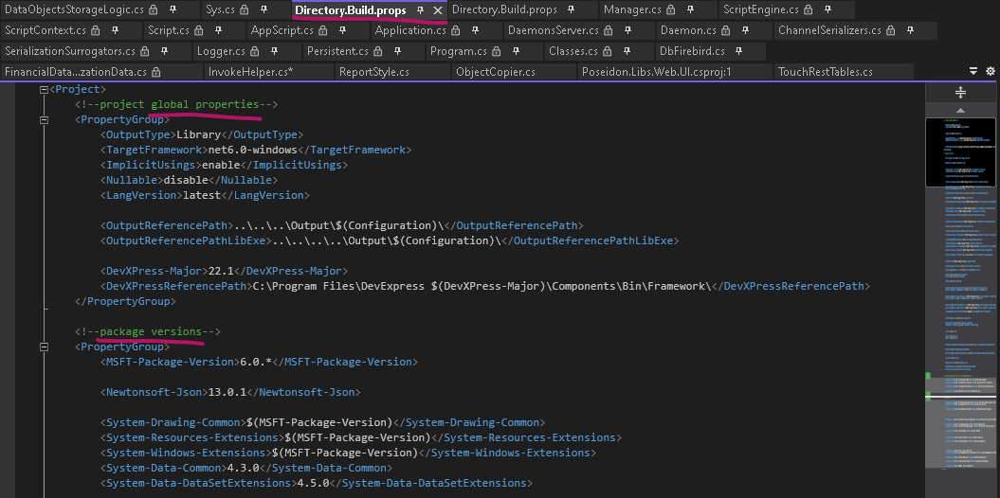 DataObjectsStorageLogic.cs Sys.cs Directory.Build.props Directory.Build.props Manager.cs ScriptEngine.cs
ScriptContext.cs Script.cs AppScript.cs Application.cs DaemonsServer.cs Daemon.cs ChannelSerializers.cs
SerializationSurrogators.cs Logger.cs Persistent.cs Program.cs Classes.cs DbFirebird.cs
FinancialData...zationData.cs InvokeHelper.cs* ReportStyle.cs ObjectCopier.cs Poseidon.Libs.Web.UI.csproj:1 TouchRestTables.cs
<Project>
<!--project global properties-->
<PropertyGroup>
<OutputType>Library</OutputType>
<TargetFramework>net6.0-windows</TargetFramework>
<ImplicitUsings>enable</ImplicitUsings>
<Nullable>disable</Nullable>
<LangVersion>latest</LangVersion>
<OutputReferencePath>..\..\..\Output\$(Configuration)\</OutputReferencePath>
<OutputReferencePathLibExe>..\..\..\..\Output\$(Configuration)\</OutputReferencePathLibExe>
<DevXPress-Major>22.1</DevXPress-Major>
<DevXPressReferencePath>C:\Program Files\DevExpress $(DevXPress-Major)\Components\Bin\Framework\</DevXPressReferencePath>
</PropertyGroup>
<!--package versions-->
<PropertyGroup>
<MSFT-Package-Version>6.0.*</MSFT-Package-Version>
<Newtonsoft-Json>13.0.1</Newtonsoft-Json>
<System-Drawing-Common>$(MSFT-Package-Version)</System-Drawing-Common>
<System-Resources-Extensions>$(MSFT-Package-Version)</System-Resources-Extensions>
<System-Windows-Extensions>$(MSFT-Package-Version)</System-Windows-Extensions>
<System-Data-Common>4.3.0</System-Data-Common>
<System-Data-DataSetExtensions>4.5.0</System-Data-DataSetExtensions>